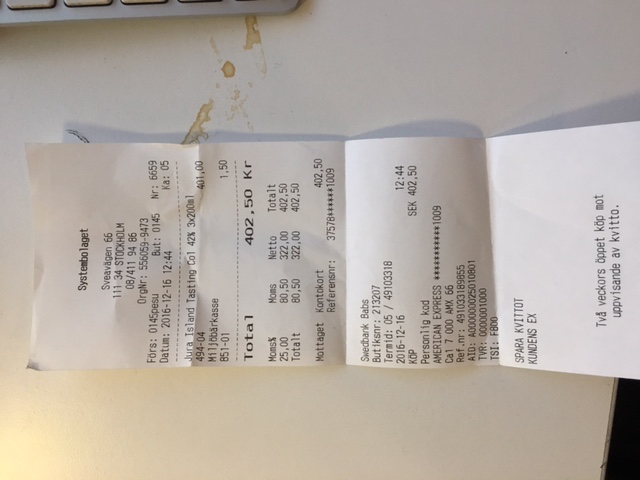 Systembolaget
Sveavägen 66
111 34 STOCKHOLM
08/411 94 86
OrgNr: 556059-9473
Förs: 0145pesu But: 0145 Nr: 6659
Datum: 2016-12-16 12:44 Ka: 05
Jura Island Tasting Col 42% 3x200ml
494-04 401,00
Miljöbärkasse
851-01 1,50
Total 402,50 Kr
Moms% Moms Netto Totalt
25,00 80,50 322,00 402,50
Totalt 80,50 322,00 402,50
Mottaget Kontokort 402,50
Referensnr: 37578******1009
Swedbank Babs
Butiksnr: 213207
Termid: 05 / 49103318
2016-12-16 12:44
KÖP SEK 402,50
Personlig kod
AMERICAN EXPRESS ***********1009
Ca1 7 000 AMX 66
Ref.nr: 491033189855
AID: A000000025010801
TVR: 0000001000
TSI: F800
SPARA KVITTOT
KUNDENS EX
Två veckors öppet köp mot
uppvisande av kvitto.